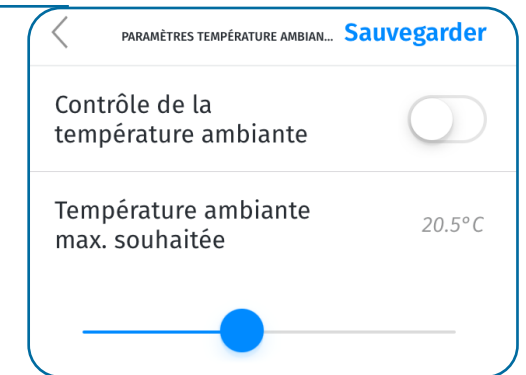 PARAMÈTRES TEMPÉRATURE AMBIAN... Sauvegarder
Contrôle de la
température ambiante
Température ambiante
max. souhaitée
20.5°C